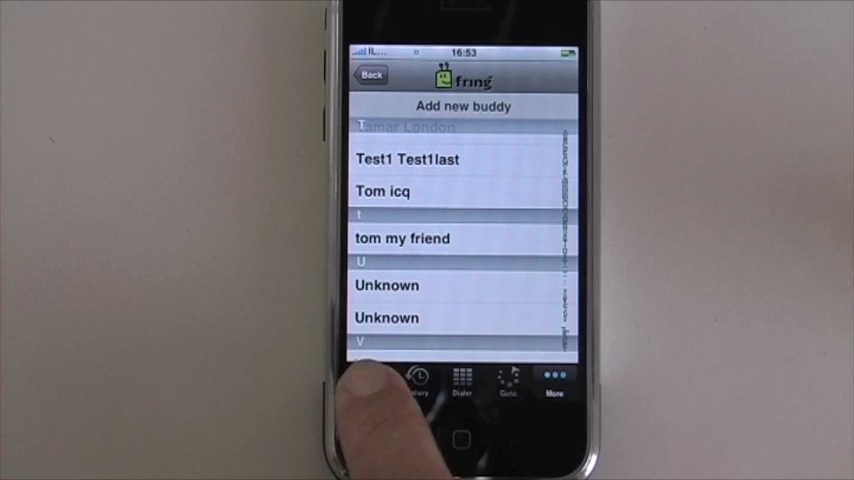 16:53
Back
fring
Add new buddy
T
Tamar London
Test1 Test1last
Tom icq
t
tom my friend
U
Unknown
Unknown
V
Dialer
Goto
More